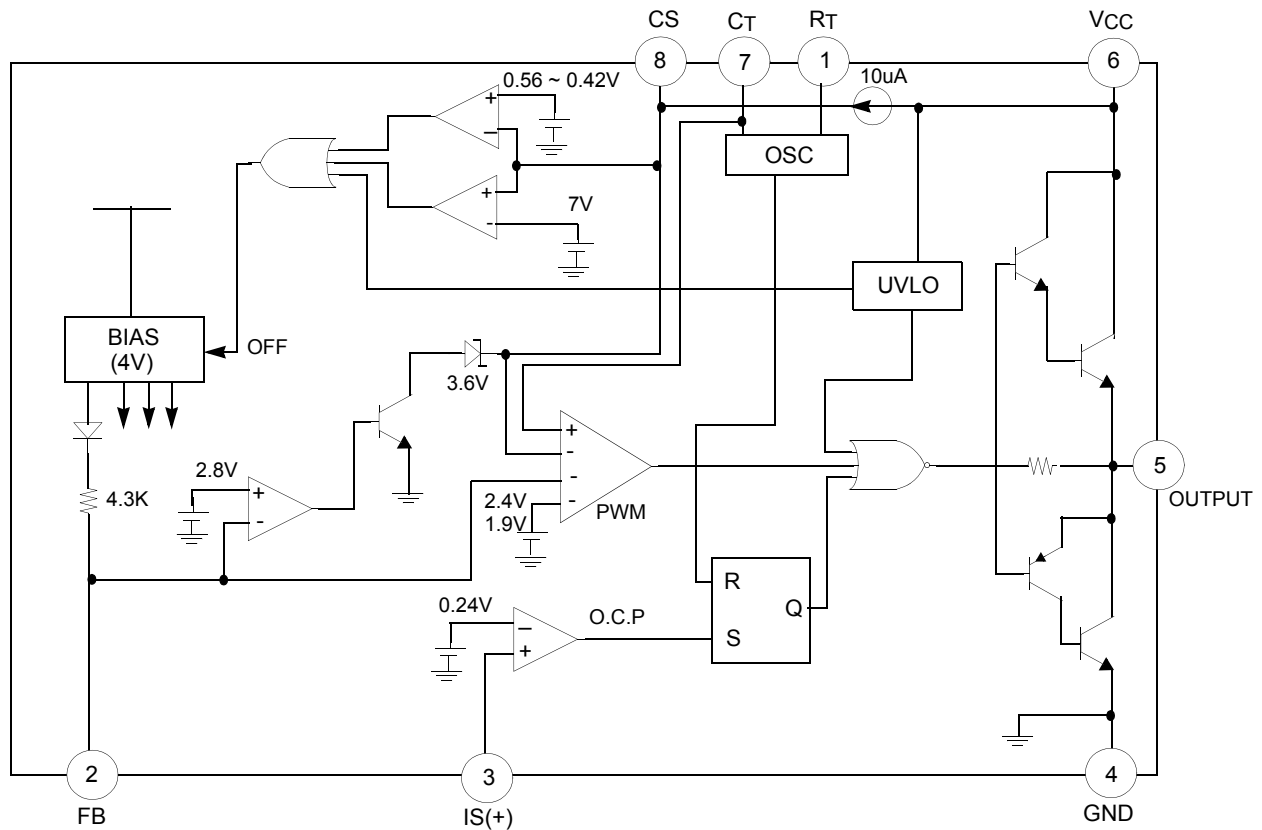 CS
CT
RT
VCC
8
7
1
6
10uA
0.56 ~ 0.42V
+
–
OSC
+
-
7V
UVLO
BIAS
(4V)
OFF
3.6V
+
-
-
2.4V
1.9V
PWM
2.8V
+
-
4.3K
5
OUTPUT
R
Q
S
0.24V
–
+
O.C.P
2
FB
3
IS(+)
4
GND